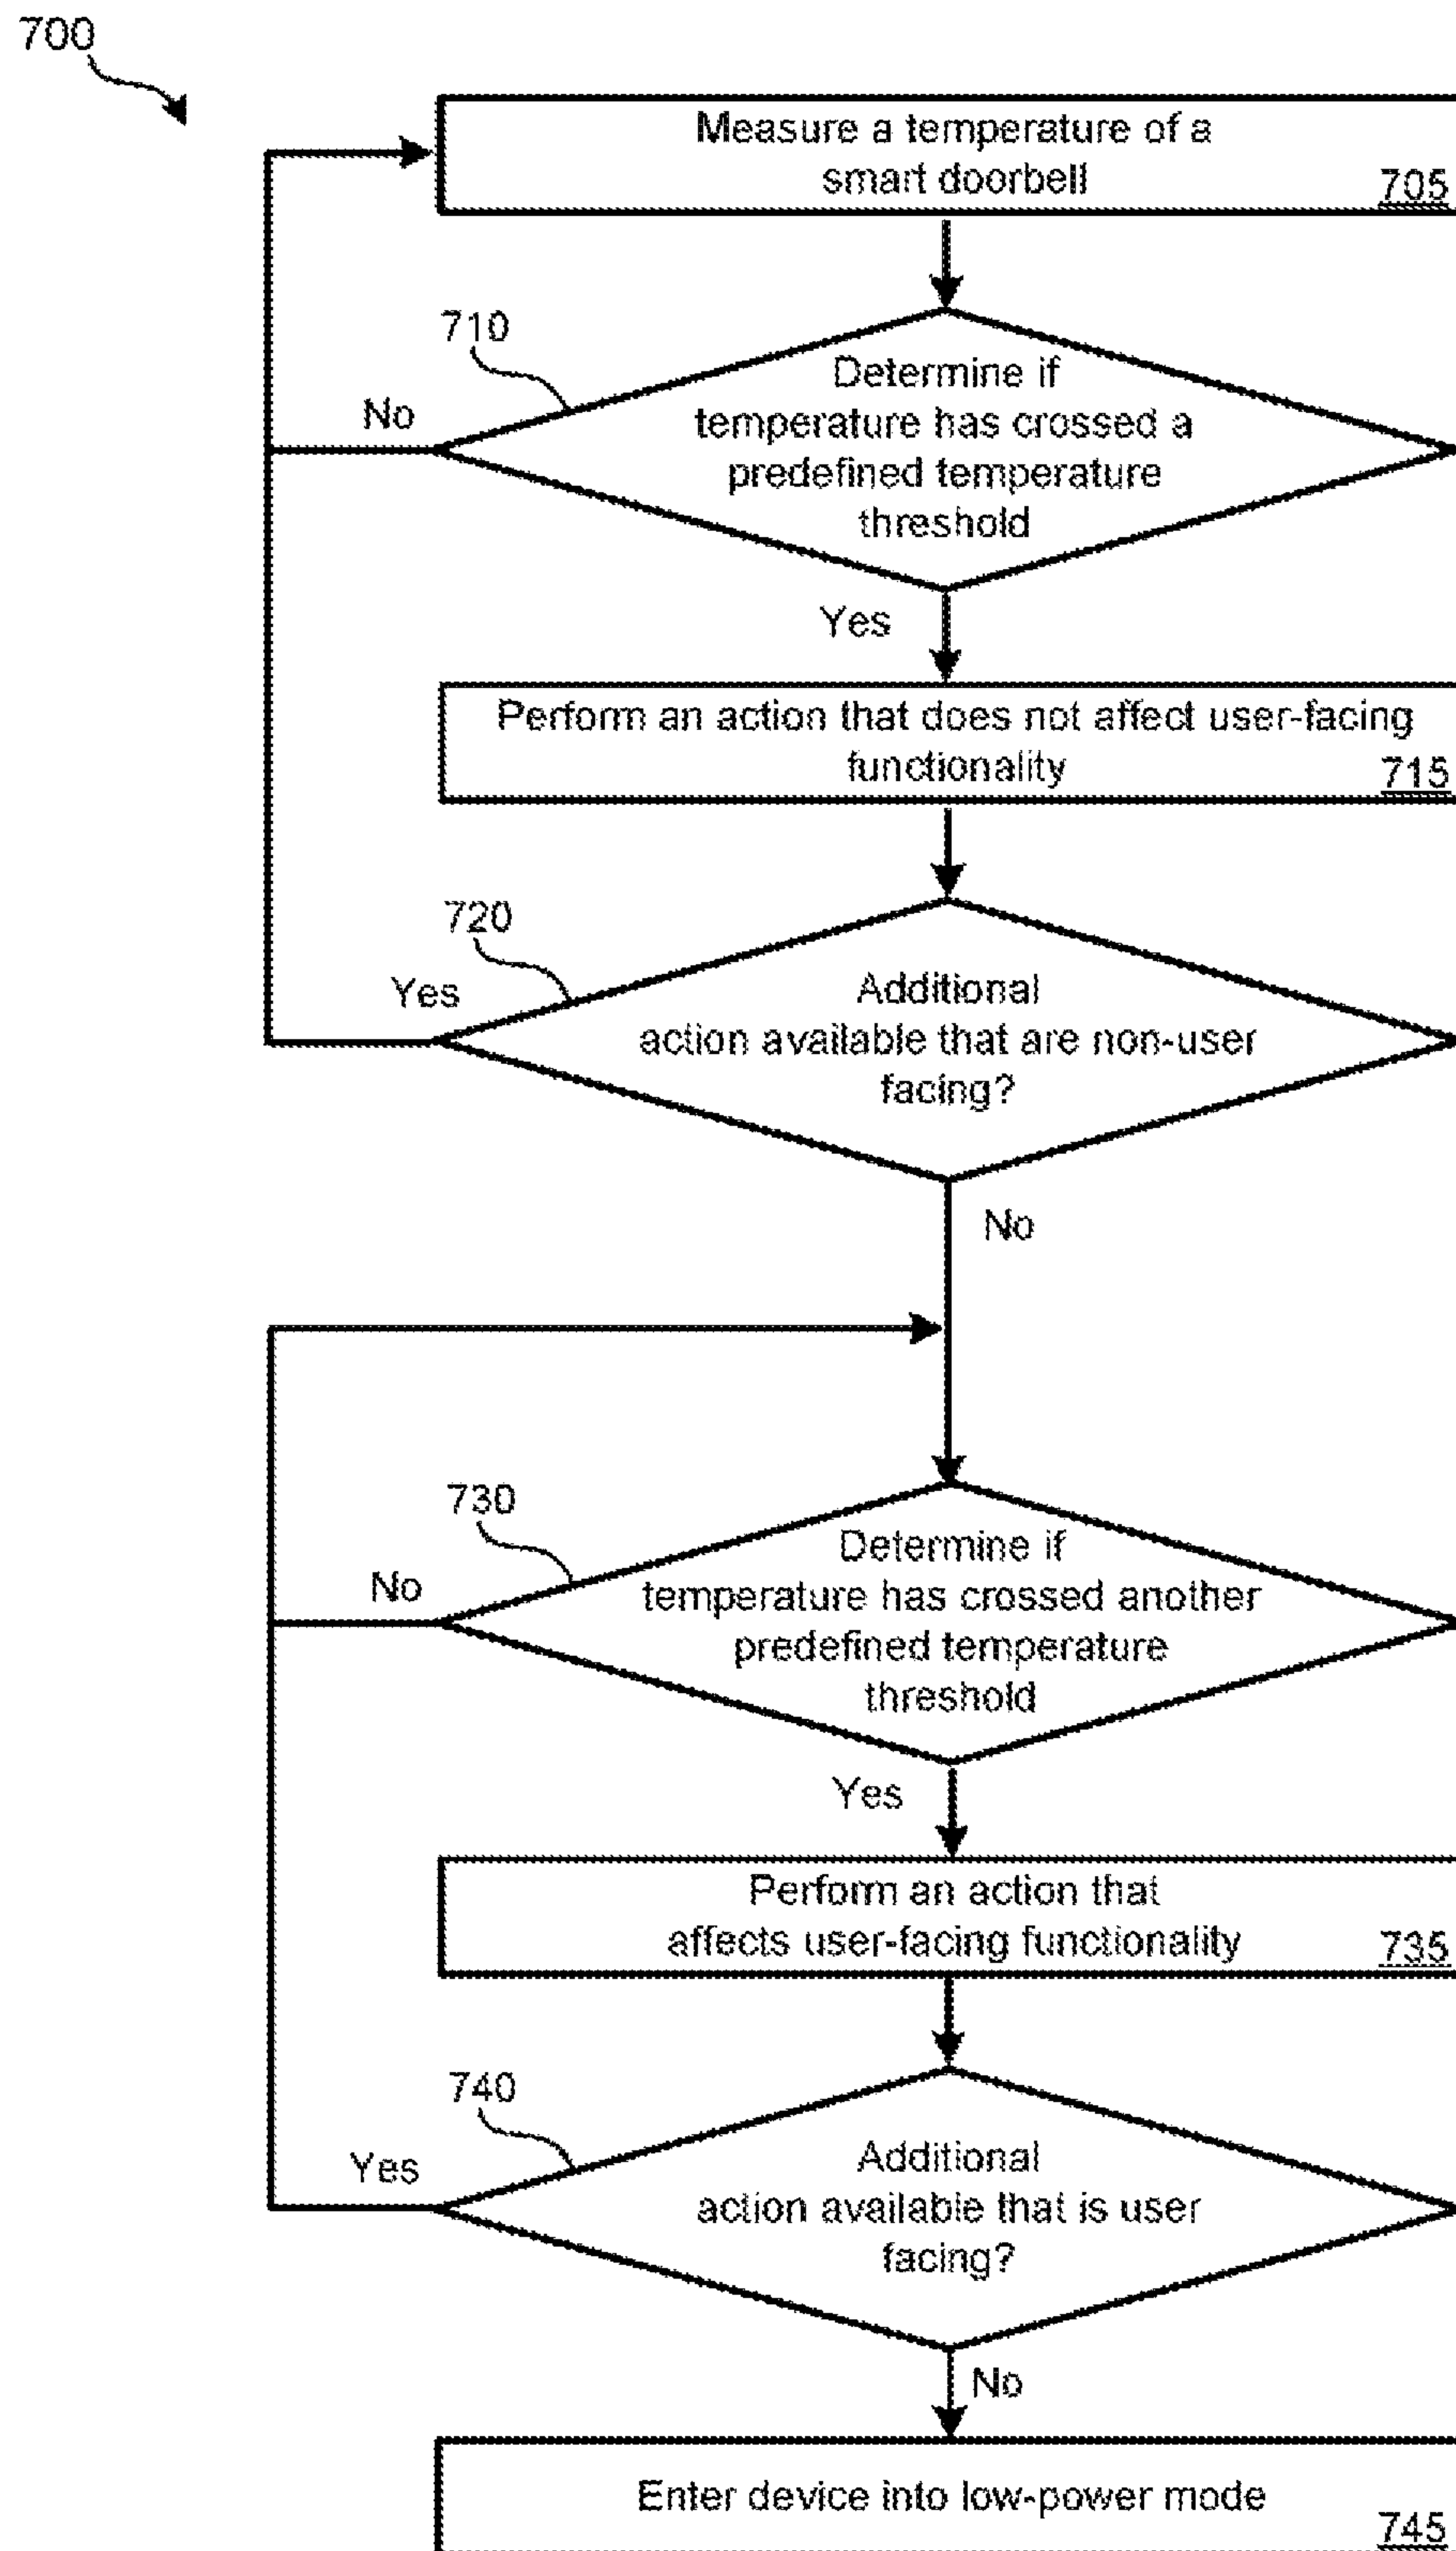 700
Measure a temperature of a
smart doorbell
705
710
Determine if
temperature has crossed a
predefined temperature
threshold
No
Yes
Perform an action that does not affect user-facing
functionality
715
720
Additional
action available that are non-user
facing?
Yes
No
730
Determine if
temperature has crossed another
predefined temperature
threshold
No
Yes
Perform an action that
affects user-facing functionality
735
740
Additional
action available that is user
facing?
Yes
No
Enter device into low-power mode
745